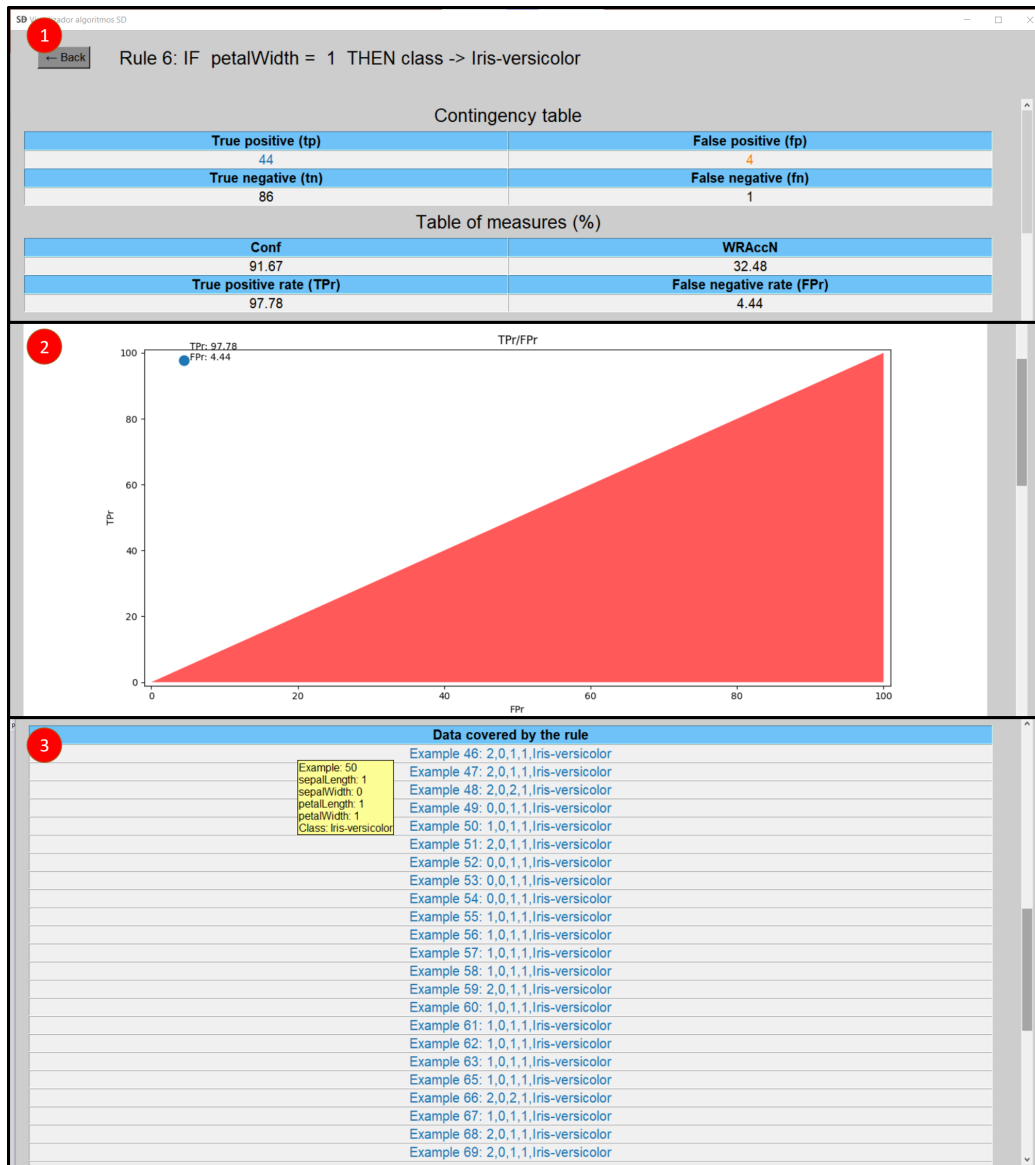 SD Visualizador algoritmos SD
1
← Back
Rule 6: IF petalWidth = 1 THEN class -> Iris-versicolor
Contingency table
True positive (tp) False positive (fp)
44 4
True negative (tn) False negative (fn)
86 1
Table of measures (%)
Conf WRAccN
91.67 32.48
True positive rate (TPr) False negative rate (FPr)
97.78 4.44
2
TPr/FPr
TPr: 97.78
FPr: 4.44
100
80
60
40
20
0
TPr
0 20 40 60 80 100
FPr
3
Data covered by the rule
Example 46: 2,0,1,1,Iris-versicolor
Example 47: 2,0,1,1,Iris-versicolor
Example 48: 2,0,2,1,Iris-versicolor
Example 49: 0,0,1,1,Iris-versicolor
Example 50: 1,0,1,1,Iris-versicolor
Example 51: 2,0,1,1,Iris-versicolor
Example 52: 0,0,1,1,Iris-versicolor
Example 53: 0,0,1,1,Iris-versicolor
Example 54: 0,0,1,1,Iris-versicolor
Example 55: 1,0,1,1,Iris-versicolor
Example 56: 1,0,1,1,Iris-versicolor
Example 57: 1,0,1,1,Iris-versicolor
Example 58: 1,0,1,1,Iris-versicolor
Example 59: 2,0,1,1,Iris-versicolor
Example 60: 1,0,1,1,Iris-versicolor
Example 61: 1,0,1,1,Iris-versicolor
Example 62: 1,0,1,1,Iris-versicolor
Example 63: 1,0,1,1,Iris-versicolor
Example 65: 1,0,1,1,Iris-versicolor
Example 66: 2,0,2,1,Iris-versicolor
Example 67: 1,0,1,1,Iris-versicolor
Example 68: 2,0,1,1,Iris-versicolor
Example 69: 2,0,1,1,Iris-versicolor
Example: 50
sepalLength: 1
sepalWidth: 0
petalLength: 1
petalWidth: 1
Class: Iris-versicolor